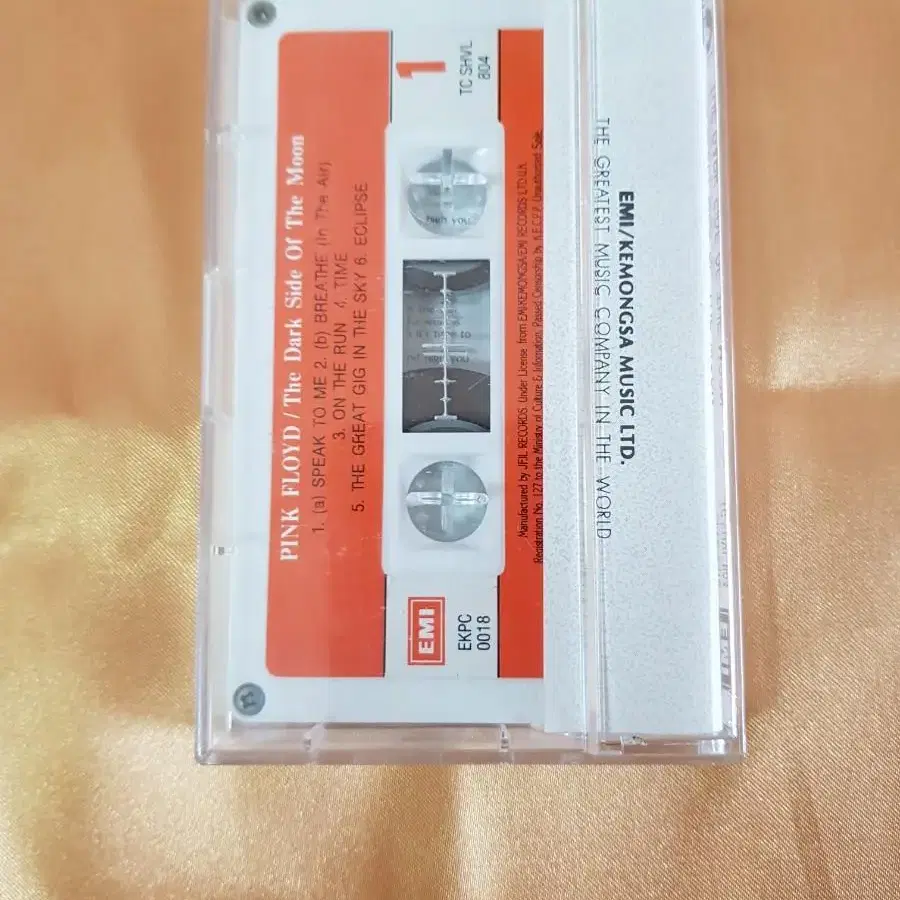 PINK FLOYD / The Dark Side Of The Moon
1. (a) SPEAK TO ME 2. (b) BREATHE (In The Air)
3. ON THE RUN 4. TIME
5. THE GREAT GIG IN THE SKY 6. ECLIPSE
EMI
EKPC
0018
1
TC SHVL
804
Manufactured by JEIL RECORDS. Under License from EMI/KEMONGSA/EMI RECORDS LTD.U.K.
Registration No. 127 to the Ministry of Culture & Information. Passed Censorship by K.E.C.F.P. Unauthorized Sale
EMI/KEMONGSA MUSIC LTD.
THE GREATEST MUSIC COMPANY IN THE WORLD